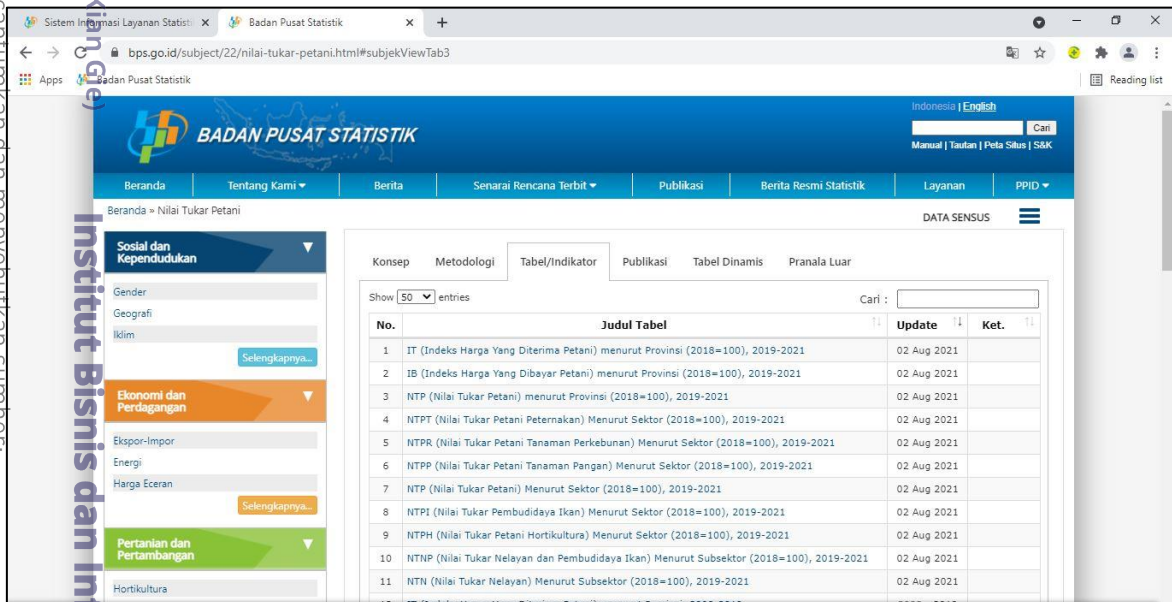 Sistem Informasi Layanan Statisti
Badan Pusat Statistik
bps.go.id/subject/22/nilai-tukar-petani.html#subjekViewTab3
Apps
Badan Pusat Statistik
Reading list
BADAN PUSAT STATISTIK
Indonesia | English
Cari
Manual | Tautan | Peta Situs | S&K
Beranda Tentang Kami Berita Senarai Rencana Terbit Publikasi Berita Resmi Statistik Layanan PPID
Beranda » Nilai Tukar Petani
DATA SENSUS
Sosial dan
Kependudukan
Gender
Geografi
Iklim
Selengkapnya...
Ekonomi dan
Perdagangan
Ekspor-Impor
Energi
Harga Eceran
Selengkapnya...
Pertanian dan
Pertambangan
Hortikultura
Konsep Metodologi Tabel/Indikator Publikasi Tabel Dinamis Pranala Luar
Show 50 entries Cari :
No. Judul Tabel Update Ket.
1 IT (Indeks Harga Yang Diterima Petani) menurut Provinsi (2018=100), 2019-2021 02 Aug 2021
2 IB (Indeks Harga Yang Dibayar Petani) menurut Provinsi (2018=100), 2019-2021 02 Aug 2021
3 NTP (Nilai Tukar Petani) menurut Provinsi (2018=100), 2019-2021 02 Aug 2021
4 NTPT (Nilai Tukar Petani Peternakan) Menurut Sektor (2018=100), 2019-2021 02 Aug 2021
5 NTPR (Nilai Tukar Petani Tanaman Perkebunan) Menurut Sektor (2018=100), 2019-2021 02 Aug 2021
6 NTPP (Nilai Tukar Petani Tanaman Pangan) Menurut Sektor (2018=100), 2019-2021 02 Aug 2021
7 NTP (Nilai Tukar Petani) Menurut Sektor (2018=100), 2019-2021 02 Aug 2021
8 NTPI (Nilai Tukar Pembudidaya Ikan) Menurut Sektor (2018=100), 2019-2021 02 Aug 2021
9 NTPH (Nilai Tukar Petani Hortikultura) Menurut Sektor (2018=100), 2019-2021 02 Aug 2021
10 NTNP (Nilai Tukar Nelayan dan Pembudidaya Ikan) Menurut Subsektor (2018=100), 2019-2021 02 Aug 2021
11 NTN (Nilai Tukar Nelayan) Menurut Subsektor (2018=100), 2019-2021 02 Aug 2021
Kian Gie)
Institut Bisnis dan In